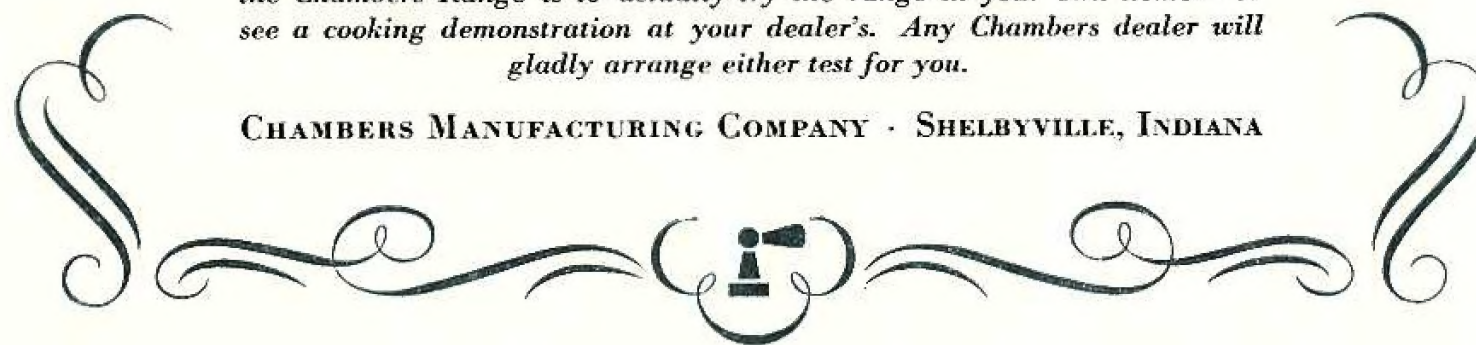 see a cooking demonstration at your dealer's. Any Chambers dealer will
gladly arrange either test for you.
CHAMBERS MANUFACTURING COMPANY · SHELBYVILLE, INDIANA